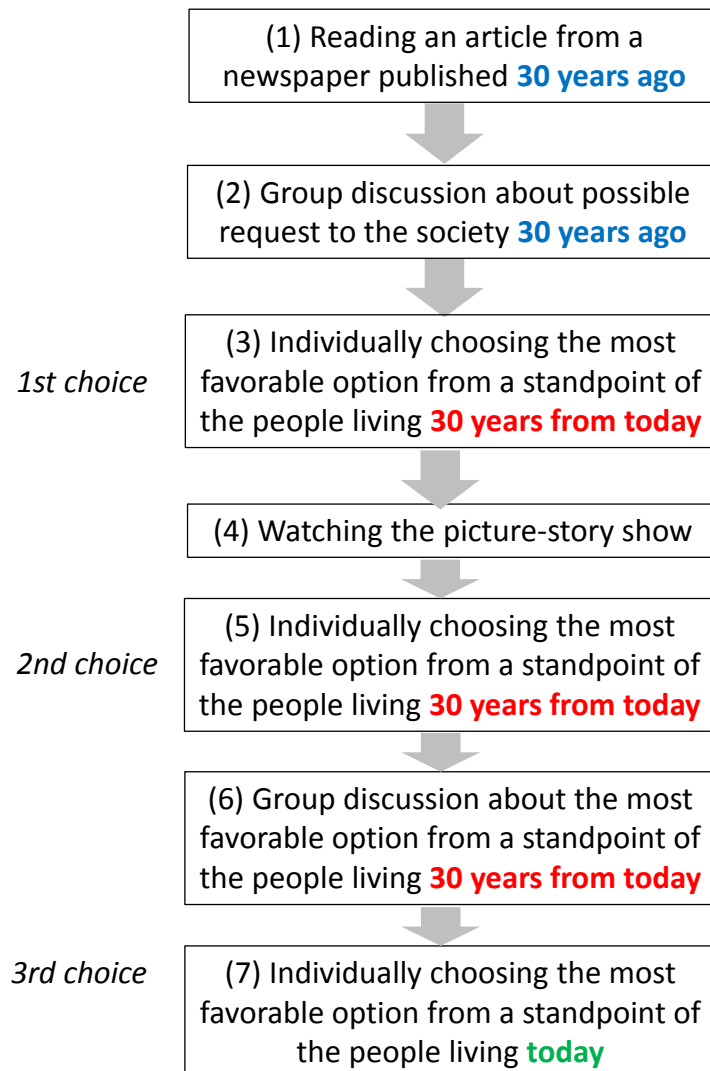 (1) Reading an article from a
newspaper published 30 years ago
(2) Group discussion about possible
request to the society 30 years ago
1st choice
(3) Individually choosing the most
favorable option from a standpoint of
the people living 30 years from today
(4) Watching the picture-story show
2nd choice
(5) Individually choosing the most
favorable option from a standpoint of
the people living 30 years from today
(6) Group discussion about the most
favorable option from a standpoint of
the people living 30 years from today
3rd choice
(7) Individually choosing the most
favorable option from a standpoint of
the people living today